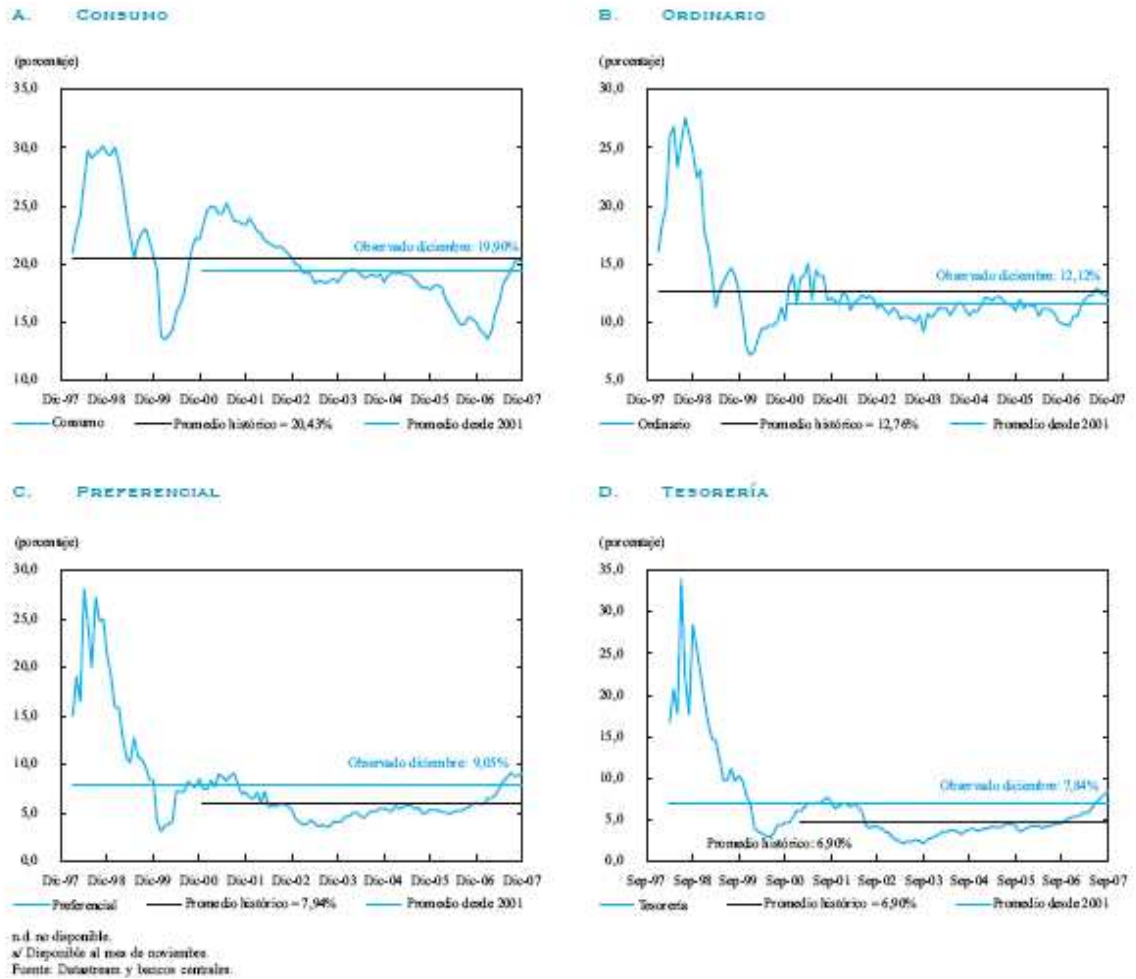 A. CONSUMO
(porcentaje)
35,0
30,0
25,0
20,0
15,0
10,0
Observado diciembre: 19,90%
Dic-97 Dic-98 Dic-99 Dic-00 Dic-01 Dic-02 Dic-03 Dic-04 Dic-05 Dic-06 Dic-07
Consumo Promedio histórico = 20,43% Promedio desde 2001
B. ORDINARIO
(porcentaje)
30,0
25,0
20,0
15,0
10,0
5,0
Observado diciembre: 12,12%
Dic-97 Dic-98 Dic-99 Dic-00 Dic-01 Dic-02 Dic-03 Dic-04 Dic-05 Dic-06 Dic-07
Ordinario Promedio histórico = 12,76% Promedio desde 2001
C. PREFERENCIAL
(porcentaje)
30,0
25,0
20,0
15,0
10,0
5,0
0,0
Observado diciembre: 9,05%
Dic-97 Dic-98 Dic-99 Dic-00 Dic-01 Dic-02 Dic-03 Dic-04 Dic-05 Dic-06 Dic-07
Preferencial Promedio histórico = 7,94% Promedio desde 2001
D. TESORERÍA
(porcentaje)
35,0
30,0
25,0
20,0
15,0
10,0
5,0
0,0
Observado diciembre: 7,84%
Promedio histórico: 6,90%
Sep-97 Sep-98 Sep-99 Sep-00 Sep-01 Sep-02 Sep-03 Sep-04 Sep-05 Sep-06 Sep-07
Tesorería Promedio histórico = 6,90% Promedio desde 2001
n.d. no disponible.
a/ Disponible al mes de noviembre.
Fuente: Datastream y bancos centrales.